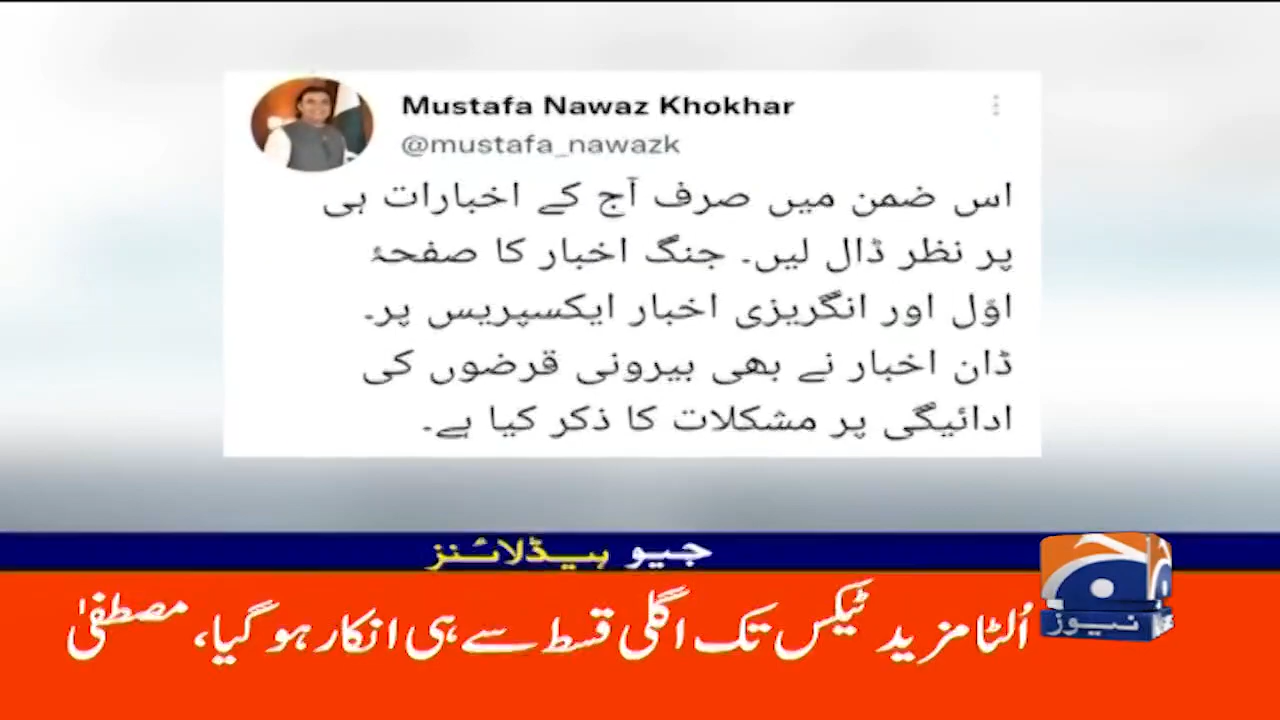 Mustafa Nawaz Khokhar
@mustafa_nawazk
اس ضمن میں صرف آج کے اخبارات ہی
پر نظر ڈال لیں۔ جنگ اخبار کا صفحۂ
اوّل اور انگریزی اخبار ایکسپریس پر۔
ڈان اخبار نے بھی بیرونی قرضوں کی
ادائیگی پر مشکلات کا ذکر کیا ہے۔
جیو ہیڈلائنز
جیو
نیوز
اُلٹا مزید ٹیکس تک اگلی قسط سے ہی انکار ہو گیا، مصطفیٰ